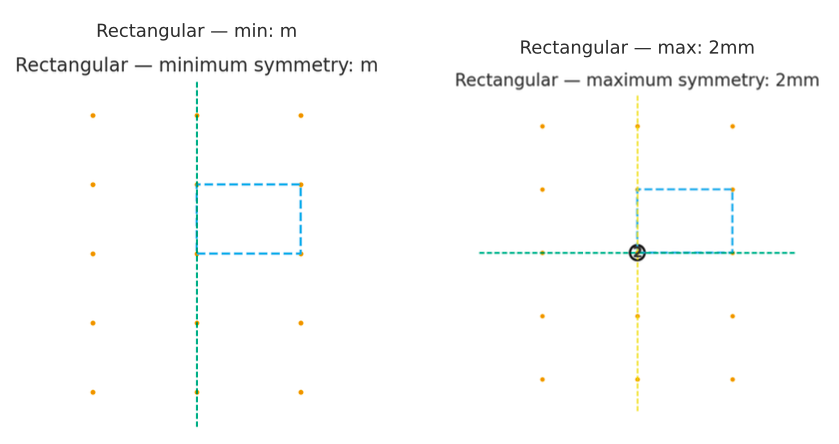 Rectangular — min: m
Rectangular — minimum symmetry: m
Rectangular — max: 2mm
Rectangular — maximum symmetry: 2mm
2